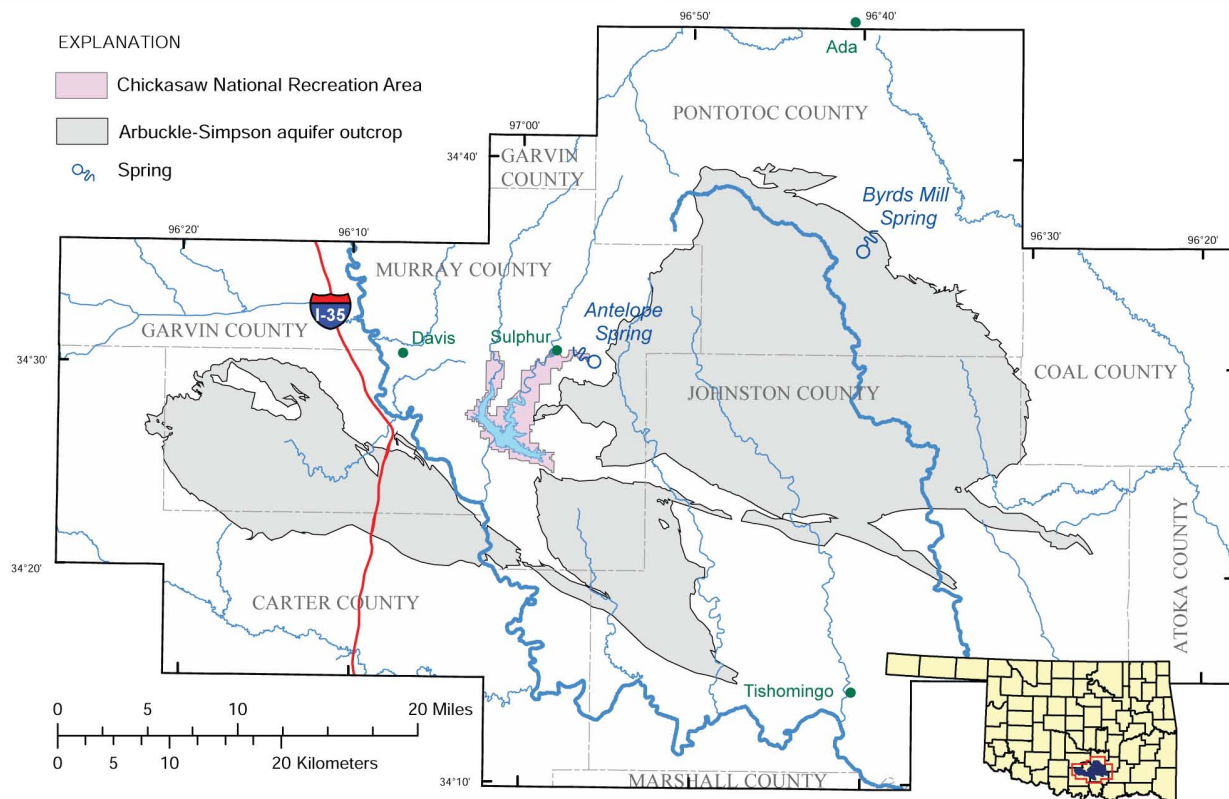 EXPLANATION
Chickasaw National Recreation Area
Arbuckle-Simpson aquifer outcrop
Spring
96°50'
96°40'
Ada
PONTOTOC COUNTY
97°00'
34°40'
GARVIN
COUNTY
Byrds Mill
Spring
96°20'
96°10'
96°30'
96°20'
MURRAY COUNTY
I-35
GARVIN COUNTY
Davis
Sulphur
Antelope
Spring
34°30'
JOHNSTON COUNTY
COAL COUNTY
34°20'
CARTER COUNTY
ATOKA COUNTY
Tishomingo
0 5 10 20 Miles
0 5 10 20 Kilometers
34°10'
MARSHALL COUNTY